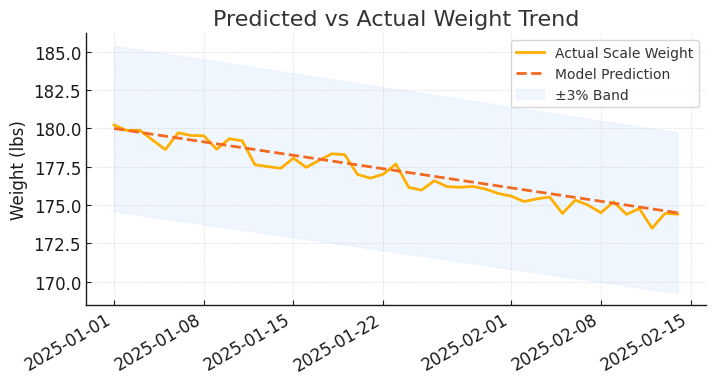 Predicted vs Actual Weight Trend
Actual Scale Weight
Model Prediction
±3% Band
Weight (lbs)
185.0
182.5
180.0
177.5
175.0
172.5
170.0
2025-01-01
2025-01-08
2025-01-15
2025-01-22
2025-02-01
2025-02-08
2025-02-15